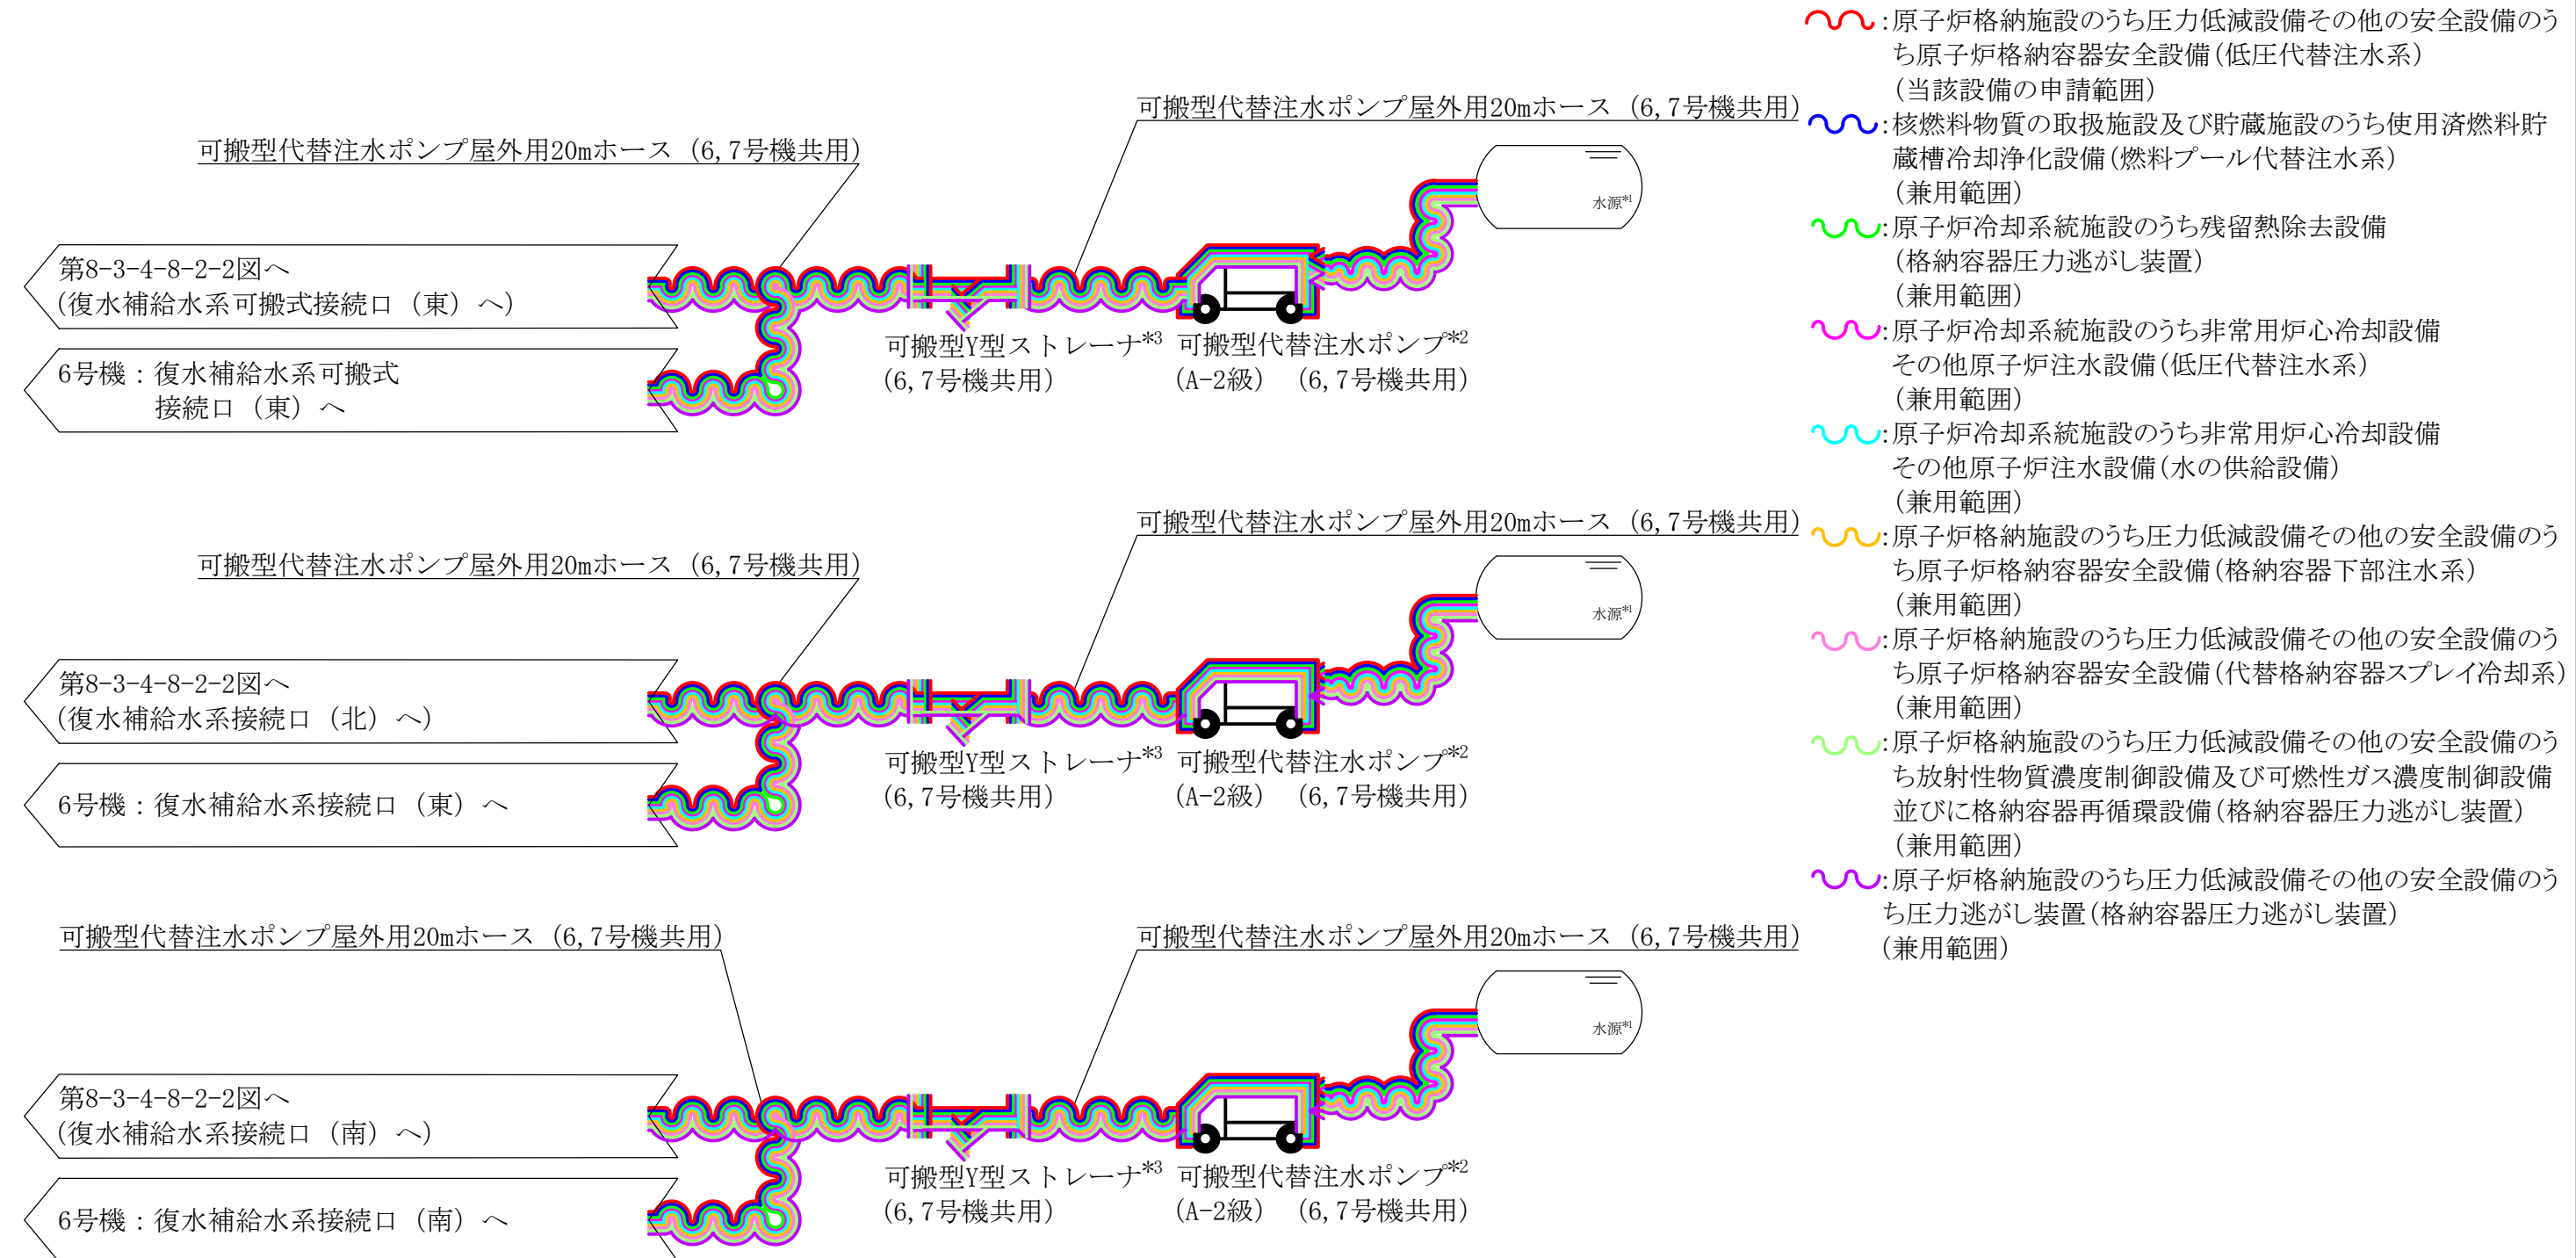 可搬型代替注水ポンプ屋外用20mホース (6,7号機共用)
可搬型代替注水ポンプ屋外用20mホース (6,7号機共用)
水源*1
第8-3-4-8-2-2図へ
(復水補給水系可搬式接続口（東）へ)
6号機：復水補給水系可搬式
接続口（東）へ
可搬型Y型ストレーナ*3
(6,7号機共用)
可搬型代替注水ポンプ*2
(A-2級) (6,7号機共用)
可搬型代替注水ポンプ屋外用20mホース (6,7号機共用)
可搬型代替注水ポンプ屋外用20mホース (6,7号機共用)
水源*1
第8-3-4-8-2-2図へ
(復水補給水系接続口（北）へ)
6号機：復水補給水系接続口（東）へ
可搬型Y型ストレーナ*3
(6,7号機共用)
可搬型代替注水ポンプ*2
(A-2級) (6,7号機共用)
可搬型代替注水ポンプ屋外用20mホース (6,7号機共用)
可搬型代替注水ポンプ屋外用20mホース (6,7号機共用)
水源*1
第8-3-4-8-2-2図へ
(復水補給水系接続口（南）へ)
6号機：復水補給水系接続口（南）へ
可搬型Y型ストレーナ*3
(6,7号機共用)
可搬型代替注水ポンプ*2
(A-2級) (6,7号機共用)
:原子炉格納施設のうち圧力低減設備その他の安全設備のう
ち原子炉格納容器安全設備(低圧代替注水系)
(当該設備の申請範囲)
:核燃料物質の取扱施設及び貯蔵施設のうち使用済燃料貯
蔵槽冷却浄化設備(燃料プール代替注水系)
(兼用範囲)
:原子炉冷却系統施設のうち残留熱除去設備
(格納容器圧力逃がし装置)
(兼用範囲)
:原子炉冷却系統施設のうち非常用炉心冷却設備
その他原子炉注水設備(低圧代替注水系)
(兼用範囲)
:原子炉冷却系統施設のうち非常用炉心冷却設備
その他原子炉注水設備(水の供給設備)
(兼用範囲)
:原子炉格納施設のうち圧力低減設備その他の安全設備のう
ち原子炉格納容器安全設備(格納容器下部注水系)
(兼用範囲)
:原子炉格納施設のうち圧力低減設備その他の安全設備のう
ち原子炉格納容器安全設備(代替格納容器スプレイ冷却系)
(兼用範囲)
:原子炉格納施設のうち圧力低減設備その他の安全設備のう
ち放射性物質濃度制御設備及び可燃性ガス濃度制御設備
並びに格納容器再循環設備(格納容器圧力逃がし装置)
(兼用範囲)
:原子炉格納施設のうち圧力低減設備その他の安全設備のう
ち圧力逃がし装置(格納容器圧力逃がし装置)
(兼用範囲)